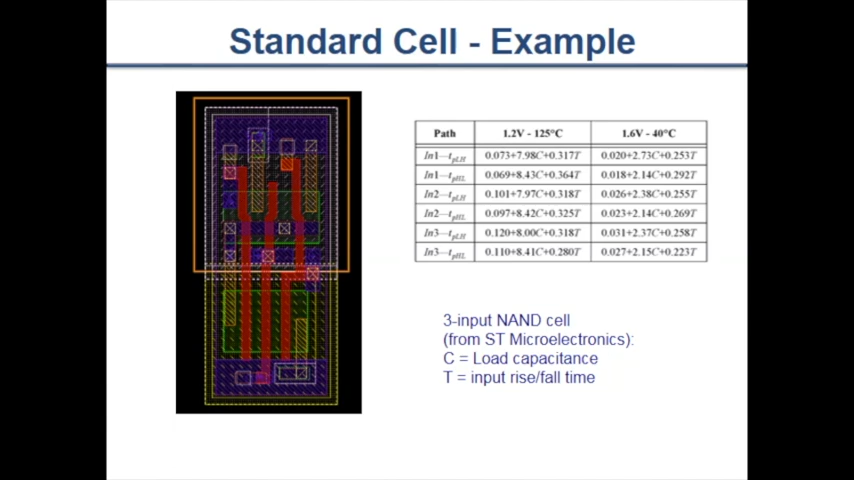 Standard Cell - Example
Path 1.2V - 125°C 1.6V - 40°C
In1—tpLH 0.073+7.98C+0.317T 0.020+2.73C+0.253T
In1—tpHL 0.069+8.43C+0.364T 0.018+2.14C+0.292T
In2—tpLH 0.101+7.97C+0.318T 0.026+2.38C+0.255T
In2—tpHL 0.097+8.42C+0.325T 0.023+2.14C+0.269T
In3—tpLH 0.120+8.00C+0.318T 0.031+2.37C+0.258T
In3—tpHL 0.110+8.41C+0.280T 0.027+2.15C+0.223T
3-input NAND cell
(from ST Microelectronics):
C = Load capacitance
T = input rise/fall time